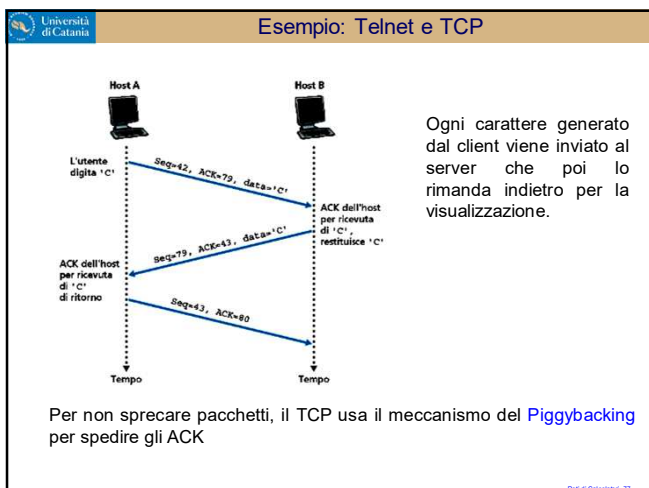 Università
di Catania
Esempio: Telnet e TCP
Host A
Host B
L'utente
digita 'C'
Seq=42, ACK=79, data='C'
ACK dell'host
per ricevuta
di 'C',
restituisce 'C'
Seq=79, ACK=43, data='C'
ACK dell'host
per ricevuta
di 'C'
di ritorno
Seq=43, ACK=80
Tempo
Tempo
Ogni carattere generato
dal client viene inviato al
server che poi lo
rimanda indietro per la
visualizzazione.
Per non sprecare pacchetti, il TCP usa il meccanismo del Piggybacking
per spedire gli ACK